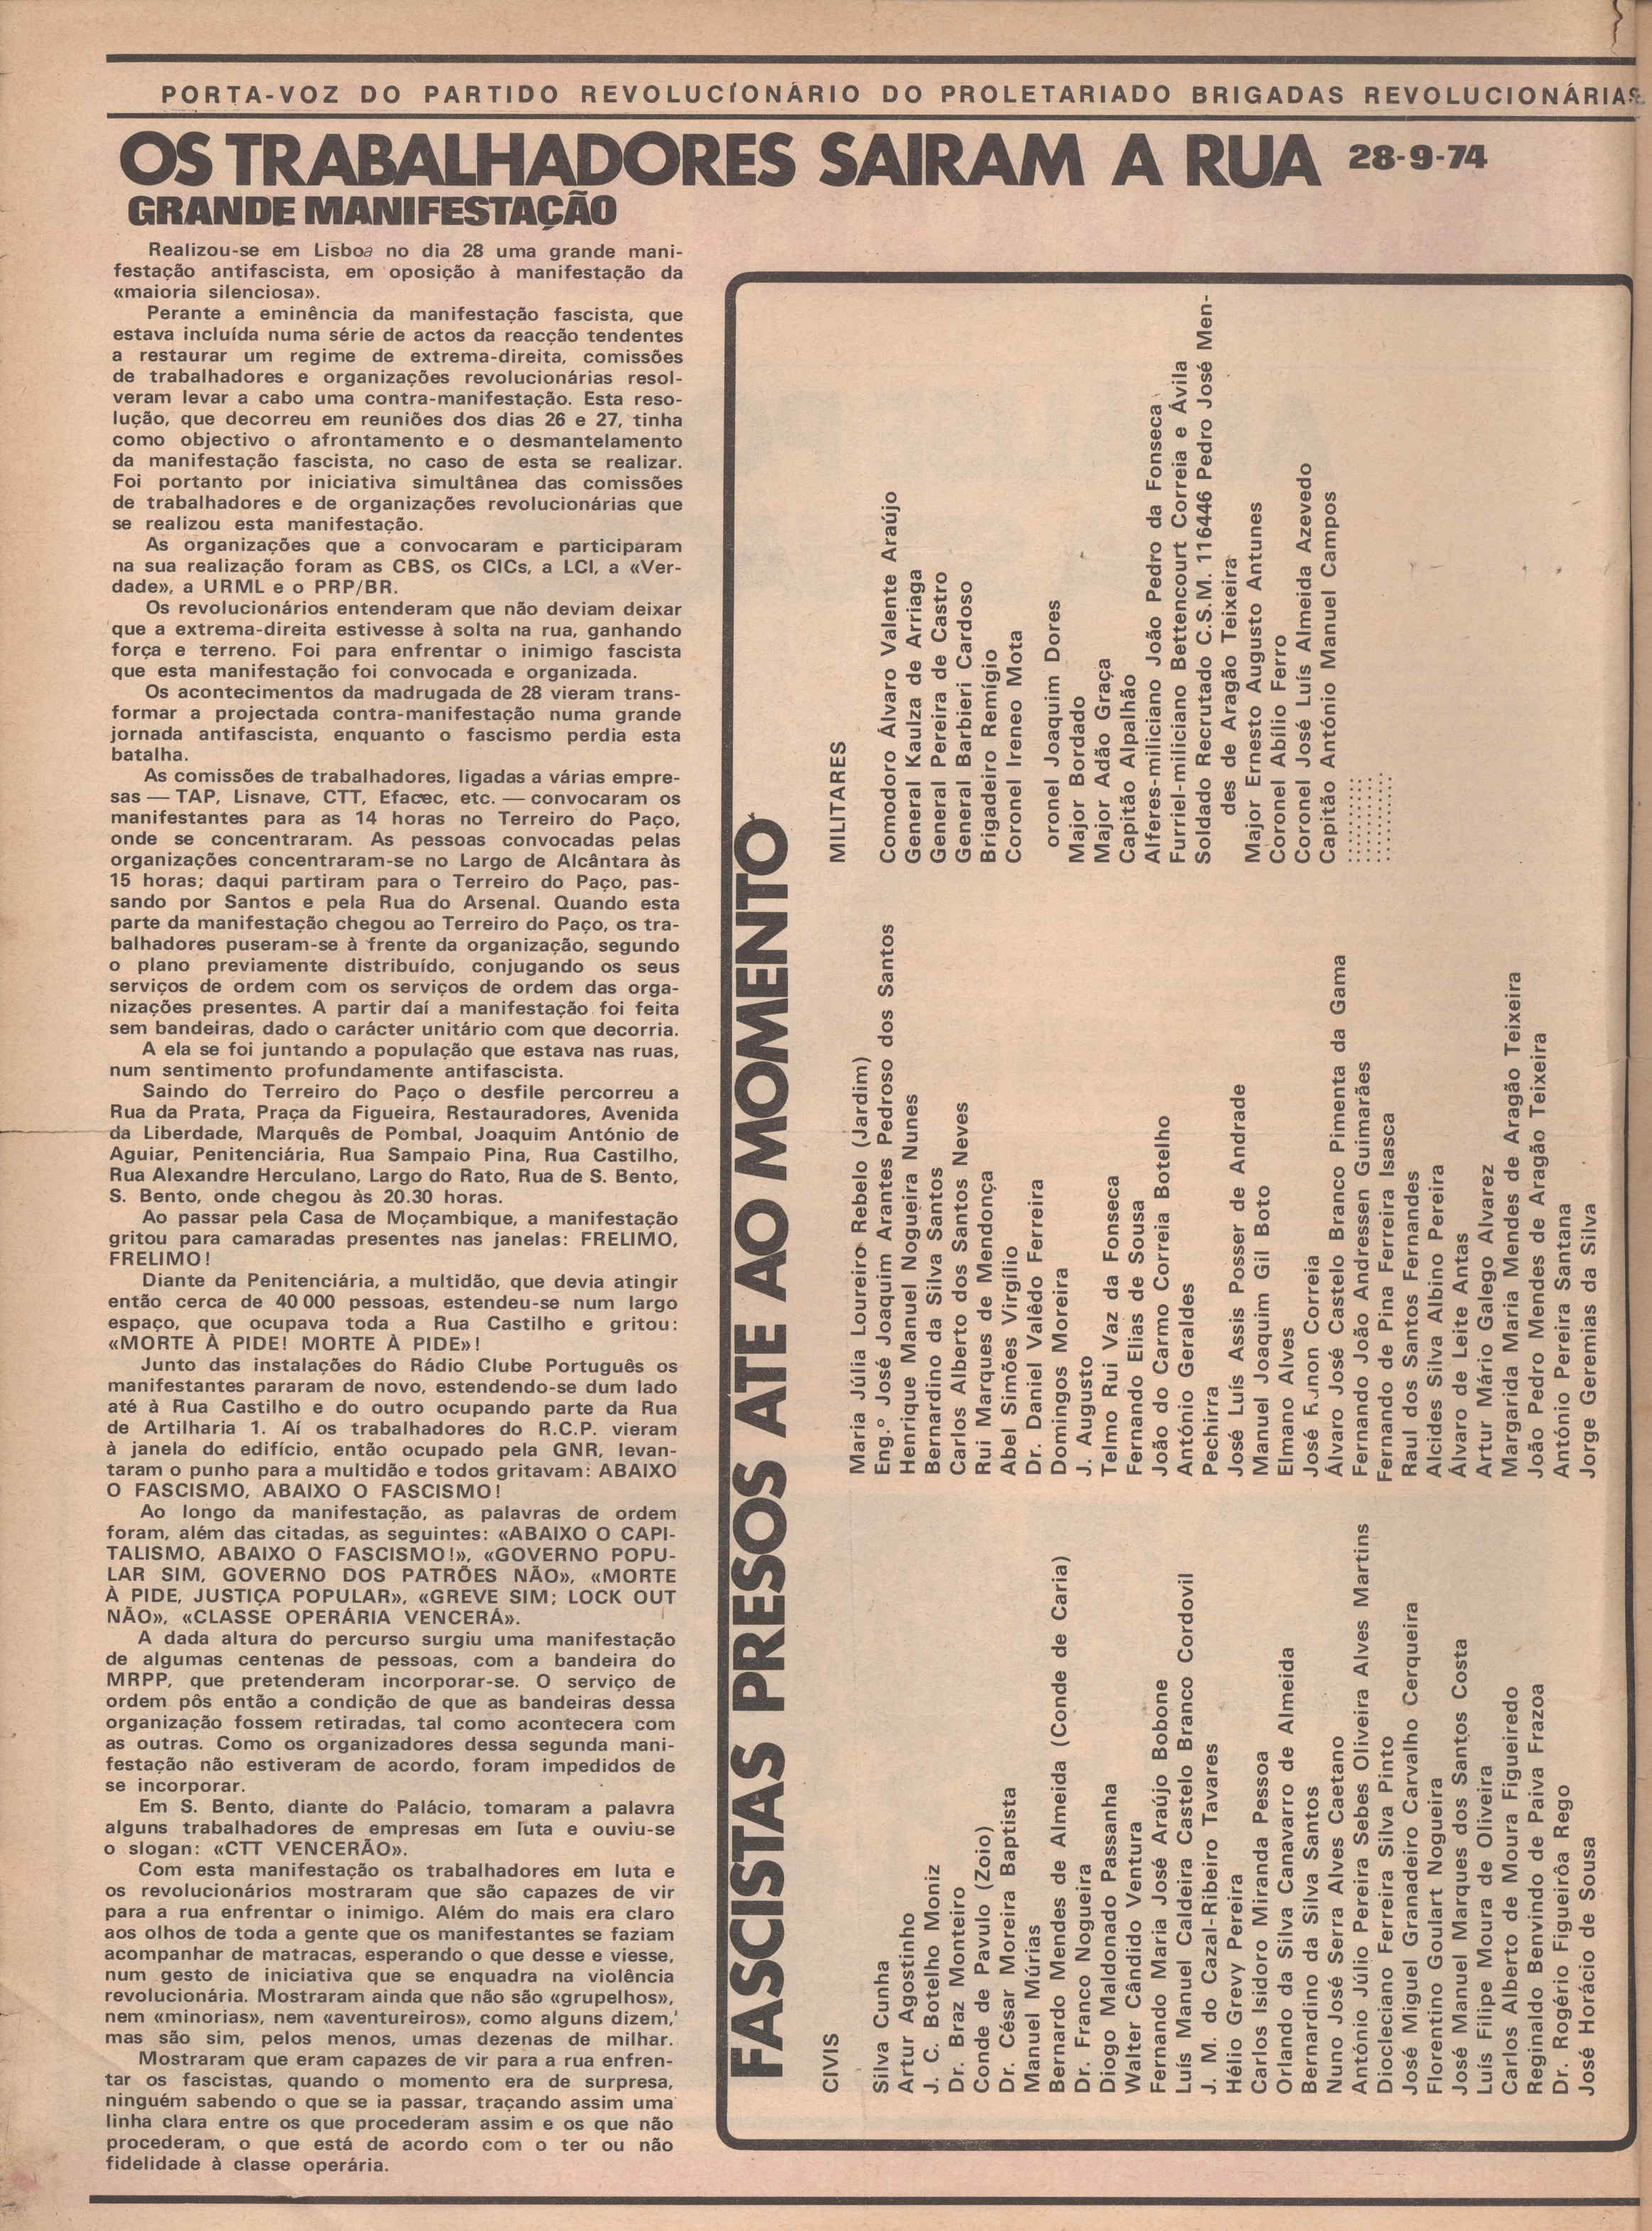 PORTA-VOZ DO PARTIDO REVOLUCIONÁRIO DO PROLETARIADO BRIGADAS REVOLUCIONÁRIAS
OS TRABALHADORES SAIRAM A RUA 28-9-74
GRANDE MANIFESTAÇÃO
Realizou-se em Lisboa no dia 28 uma grande mani-
festação antifascista, em oposição à manifestação da
«maioria silenciosa».
Perante a eminência da manifestação fascista, que
estava incluída numa série de actos da reacção tendentes
a restaurar um regime de extrema-direita, comissões
de trabalhadores e organizações revolucionárias resol-
veram levar a cabo uma contra-manifestação. Esta reso-
lução, que decorreu em reuniões dos dias 26 e 27, tinha
como objectivo o afrontamento e o desmantelamento
da manifestação fascista, no caso de esta se realizar.
Foi portanto por iniciativa simultânea das comissões
de trabalhadores e de organizações revolucionárias que
se realizou esta manifestação.
As organizações que a convocaram e participaram
na sua realização foram as CBS, os CICs, a LCI, a «Ver-
dade», a URML e o PRP/BR.
Os revolucionários entenderam que não deviam deixar
que a extrema-direita estivesse à solta na rua, ganhando
força e terreno. Foi para enfrentar o inimigo fascista
que esta manifestação foi convocada e organizada.
Os acontecimentos da madrugada de 28 vieram trans-
formar a projectada contra-manifestação numa grande
jornada antifascista, enquanto o fascismo perdia esta
batalha.
As comissões de trabalhadores, ligadas a várias empre-
sas — TAP, Lisnave, CTT, Efacec, etc. — convocaram os
manifestantes para as 14 horas no Terreiro do Paço,
onde se concentraram. As pessoas convocadas pelas
organizações concentraram-se no Largo de Alcântara às
15 horas; daqui partiram para o Terreiro do Paço, pas-
sando por Santos e pela Rua do Arsenal. Quando esta
parte da manifestação chegou ao Terreiro do Paço, os tra-
balhadores puseram-se à frente da organização, segundo
o plano previamente distribuído, conjugando os seus
serviços de ordem com os serviços de ordem das orga-
nizações presentes. A partir daí a manifestação foi feita
sem bandeiras, dado o carácter unitário com que decorria.
A ela se foi juntando a população que estava nas ruas,
num sentimento profundamente antifascista.
Saindo do Terreiro do Paço o desfile percorreu a
Rua da Prata, Praça da Figueira, Restauradores, Avenida
da Liberdade, Marquês de Pombal, Joaquim António de
Aguiar, Penitenciária, Rua Sampaio Pina, Rua Castilho,
Rua Alexandre Herculano, Largo do Rato, Rua de S. Bento,
S. Bento, onde chegou às 20.30 horas.
Ao passar pela Casa de Moçambique, a manifestação
gritou para camaradas presentes nas janelas: FRELIMO,
FRELIMO!
Diante da Penitenciária, a multidão, que devia atingir
então cerca de 40 000 pessoas, estendeu-se num largo
espaço, que ocupava toda a Rua Castilho e gritou:
«MORTE À PIDE! MORTE À PIDE»!
Junto das instalações do Rádio Clube Português os
manifestantes pararam de novo, estendendo-se dum lado
até à Rua Castilho e do outro ocupando parte da Rua
de Artilharia 1. Aí os trabalhadores do R.C.P. vieram
à janela do edifício, então ocupado pela GNR, levan-
taram o punho para a multidão e todos gritavam: ABAIXO
O FASCISMO, ABAIXO O FASCISMO!
Ao longo da manifestação, as palavras de ordem
foram, além das citadas, as seguintes: «ABAIXO O CAPI-
TALISMO, ABAIXO O FASCISMO!», «GOVERNO POPU-
LAR SIM, GOVERNO DOS PATRÕES NÃO», «MORTE
À PIDE, JUSTIÇA POPULAR», «GREVE SIM; LOCK OUT
NÃO», «CLASSE OPERÁRIA VENCERÁ».
A dada altura do percurso surgiu uma manifestação
de algumas centenas de pessoas, com a bandeira do
MRPP, que pretenderam incorporar-se. O serviço de
ordem pôs então a condição de que as bandeiras dessa
organização fossem retiradas, tal como acontecera com
as outras. Como os organizadores dessa segunda mani-
festação não estiveram de acordo, foram impedidos de
se incorporar.
Em S. Bento, diante do Palácio, tomaram a palavra
alguns trabalhadores de empresas em luta e ouviu-se
o slogan: «CTT VENCERÃO».
Com esta manifestação os trabalhadores em luta e
os revolucionários mostraram que são capazes de vir
para a rua enfrentar o inimigo. Além do mais era claro
aos olhos de toda a gente que os manifestantes se faziam
acompanhar de matracas, esperando o que desse e viesse,
num gesto de iniciativa que se enquadra na violência
revolucionária. Mostraram ainda que não são «grupelhos»,
nem «minorias», nem «aventureiros», como alguns dizem,
mas são sim, pelos menos, umas dezenas de milhar.
Mostraram que eram capazes de vir para a rua enfren-
tar os fascistas, quando o momento era de surpresa,
ninguém sabendo o que se ia passar, traçando assim uma
linha clara entre os que procederam assim e os que não
procederam, o que está de acordo com o ter ou não
fidelidade à classe operária.
FASCISTAS PRESOS ATE AO MOMENTO
CIVIS
Silva Cunha
Artur Agostinho
J. C. Botelho Moniz
Dr. Braz Monteiro
Conde de Pavulo (Zoio)
Dr. César Moreira Baptista
Manuel Múrias
Bernardo Mendes de Almeida (Conde de Caria)
Dr. Franco Nogueira
Diogo Maldonado Passanha
Walter Cândido Ventura
Fernando Maria José Araújo Bobone
Luís Manuel Caldeira Castelo Branco Cordovil
J. M. do Cazal-Ribeiro Tavares
Hélio Grevy Pereira
Carlos Isidoro Miranda Pessoa
Orlando da Silva Canavarro de Almeida
Bernardino da Silva Santos
Nuno José Serra Alves Caetano
António Júlio Pereira Sebes Oliveira Alves Martins
Diocleciano Ferreira Silva Pinto
José Miguel Granadeiro Carvalho Cerqueira
Florentino Goulart Nogueira
José Manuel Marques dos Santos Costa
Luís Filipe Moura de Oliveira
Carlos Alberto de Moura Figueiredo
Reginaldo Benvindo de Paiva Frazoa
Dr. Rogério Figueirôa Rego
José Horácio de Sousa
Maria Júlia Loureiro Rebelo (Jardim)
Eng.º José Joaquim Arantes Pedroso dos Santos
Henrique Manuel Nogueira Nunes
Bernardino da Silva Santos
Carlos Alberto dos Santos Neves
Rui Marques de Mendonça
Abel Simões Virgílio
Dr. Daniel Valêdo Ferreira
Domingos Moreira
J. Augusto
Telmo Rui Vaz da Fonseca
Fernando Elias de Sousa
João do Carmo Correia Botelho
António Geraldes
Pechirra
José Luís Assis Posser de Andrade
Manuel Joaquim Gil Boto
Elmano Alves
José Correia
Álvaro José Castelo Branco Pimenta da Gama
Fernando João Andressen Guimarães
Fernando de Pina Ferreira Isasca
Raul dos Santos Fernandes
Alcides Silva Albino Pereira
Álvaro de Leite Antas
Artur Mário Galego Alvarez
Margarida Maria Mendes de Aragão Teixeira
João Pedro Mendes de Aragão Teixeira
António Pereira Santana
Jorge Geremias da Silva
MILITARES
Comodoro Álvaro Valente Araújo
General Kaulza de Arriaga
General Pereira de Castro
General Barbieri Cardoso
Brigadeiro Remígio
Coronel Ireneo Mota
oronel Joaquim Dores
Major Bordado
Major Adão Graça
Capitão Alpalhão
Alferes-miliciano João Pedro da Fonseca
Furriel-miliciano Bettencourt Correia e Ávila
Soldado Recrutado C.S.M. 116446 Pedro José Men-
des de Aragão Teixeira
Major Ernesto Augusto Antunes
Coronel Abílio Ferro
Coronel José Luís Almeida Azevedo
Capitão António Manuel Campos
..........
..........
..........